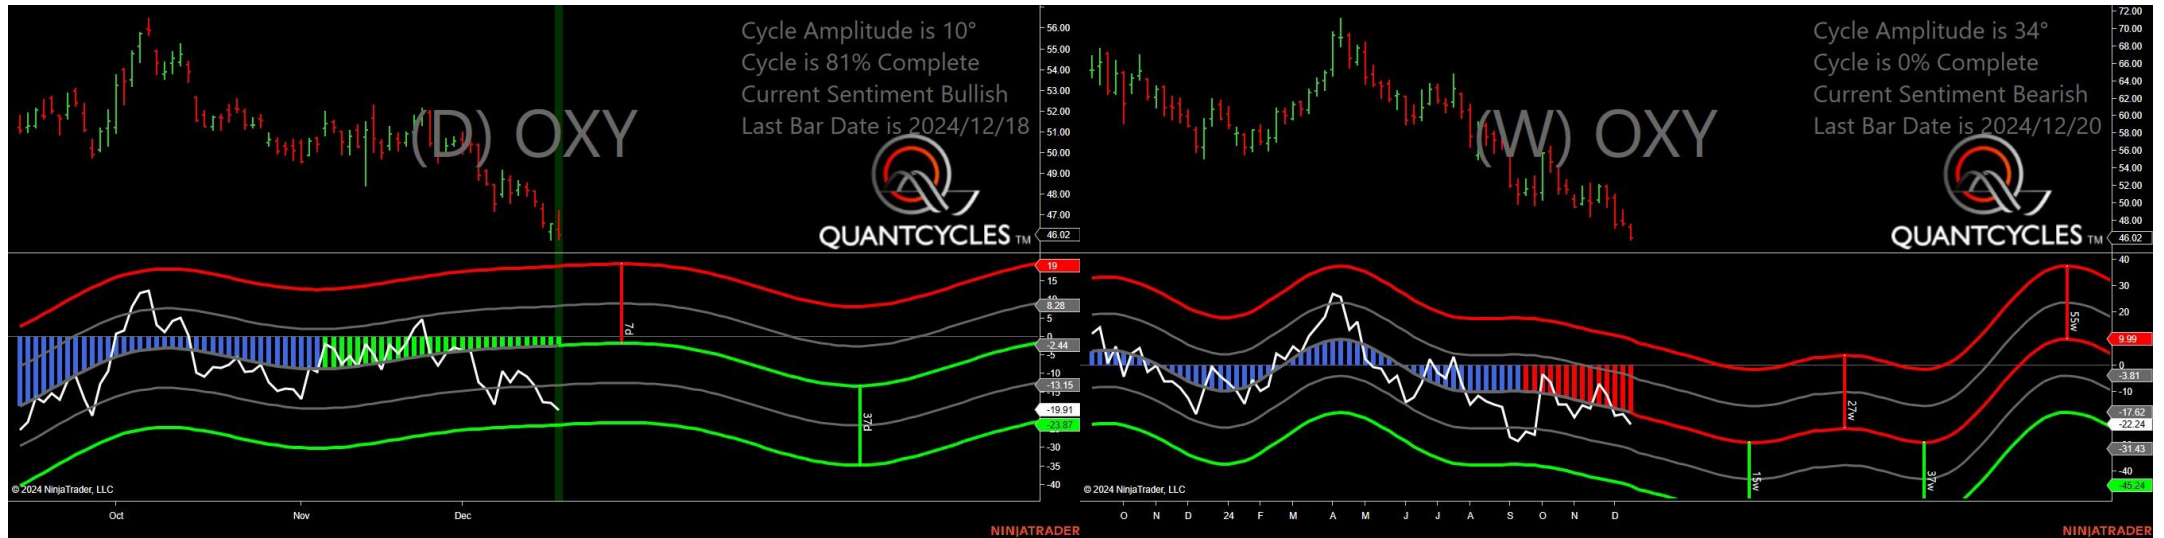 Cycle Amplitude is 10°
Cycle is 81% Complete
Current Sentiment Bullish
Last Bar Date is 2024/12/18
(D) OXY
QUANTCYCLES TM
56.00
55.00
54.00
53.00
52.00
51.00
50.00
49.00
48.00
47.00
46.02
19
15
10
8.28
5
0
-2.44
-5
-10
-13.15
-19.91
-23.87
-30
-35
-40
7d
37d
© 2024 NinjaTrader, LLC
Oct Nov Dec
NINJATRADER
Cycle Amplitude is 34°
Cycle is 0% Complete
Current Sentiment Bearish
Last Bar Date is 2024/12/20
(W) OXY
QUANTCYCLES TM
72.00
70.00
68.00
66.00
64.00
62.00
60.00
58.00
56.00
54.00
52.00
50.00
48.00
46.02
40
30
20
9.99
0
-3.81
-10
-17.62
-22.24
-31.43
-40
-45.24
15w
27w
37w
55w
© 2024 NinjaTrader, LLC
O N D 24 F M A M J J A S O N D
NINJATRADER